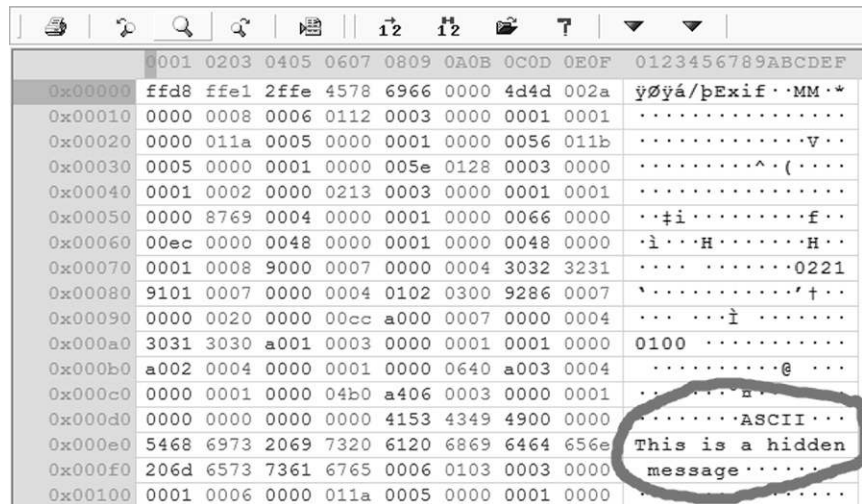 0001 0203 0405 0607 0809 0A0B 0C0D 0E0F 0123456789ABCDEF
0x00000 ffd8 ffe1 2ffe 4578 6966 0000 4d4d 002a ÿØÿá/þExif··MM·*
0x00010 0000 0008 0006 0112 0003 0000 0001 0001 ················
0x00020 0000 011a 0005 0000 0001 0000 0056 011b ·············V··
0x00030 0005 0000 0001 0000 005e 0128 0003 0000 ·········^·(····
0x00040 0001 0002 0000 0213 0003 0000 0001 0001 ················
0x00050 0000 8769 0004 0000 0001 0000 0066 0000 ··‡i·········f··
0x00060 00ec 0000 0048 0000 0001 0000 0048 0000 ·ì···H·······H··
0x00070 0001 0008 9000 0007 0000 0004 3032 3231 ···· ·······0221
0x00080 9101 0007 0000 0004 0102 0300 9286 0007 ‘············’†··
0x00090 0000 0020 0000 00cc a000 0007 0000 0004 ··· ···Ì ·······
0x000a0 3031 3030 a001 0003 0000 0001 0001 0000 0100 ···········
0x000b0 a002 0004 0000 0001 0000 0640 a003 0004 ··········@ ···
0x000c0 0000 0001 0000 04b0 a406 0003 0000 0001 ·······°¤·······
0x000d0 0000 0000 0000 0000 4153 4349 4900 0000 ········ASCII···
0x000e0 5468 6973 2069 7320 6120 6869 6464 656e This is a hidden
0x000f0 206d 6573 7361 6765 0006 0103 0003 0000 message········
0x00100 0001 0006 0000 011a 0005 0000 0001 0000 ················